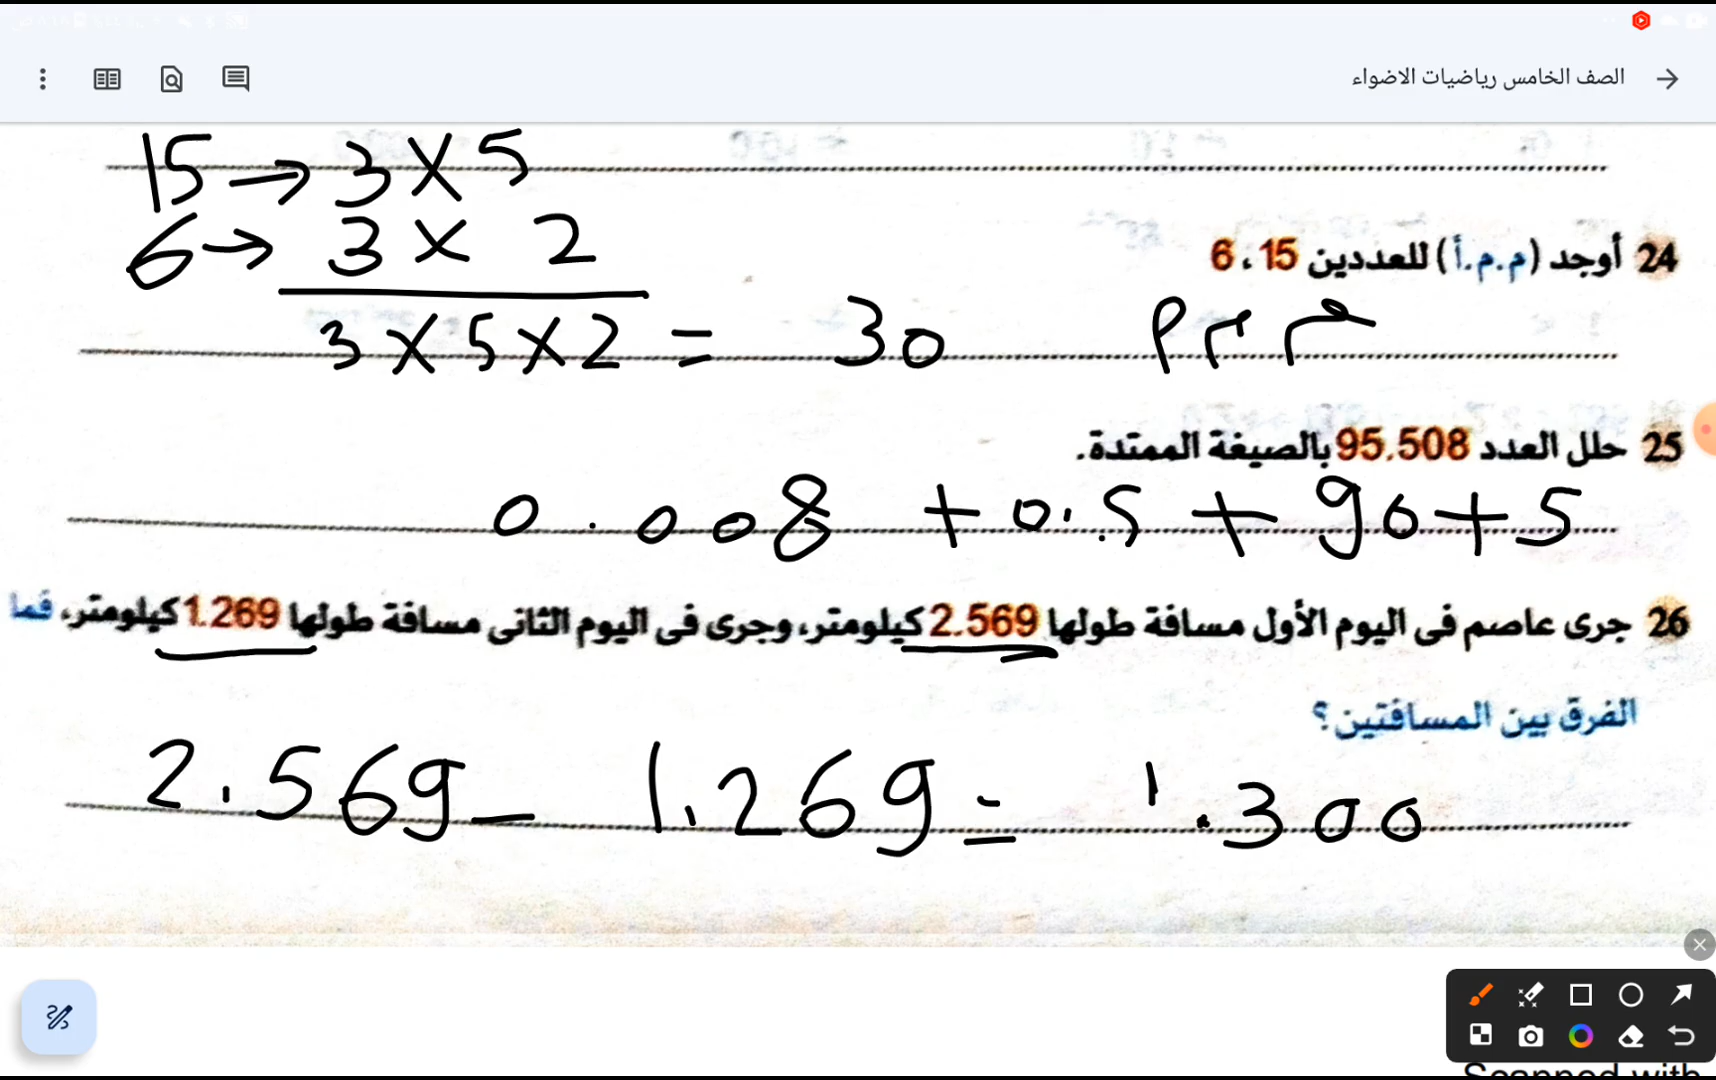 الصف الخامس رياضيات الاضواء
15 → 3 × 5
6 → 3 × 2
24 أوجد (م.م.أ) للعددين 15 ، 6
3 × 5 × 2 = 30
25 حلل العدد 95.508 بالصيغة الممتدة.
0.008 + 0.5 + 90 + 5
26 جرى عاصم فى اليوم الأول مسافة طولها 2.569 كيلومتر، وجرى فى اليوم الثانى مسافة طولها 1.269 كيلومتر، فما
الفرق بين المسافتين؟
2.569 – 1.269 = 1.300